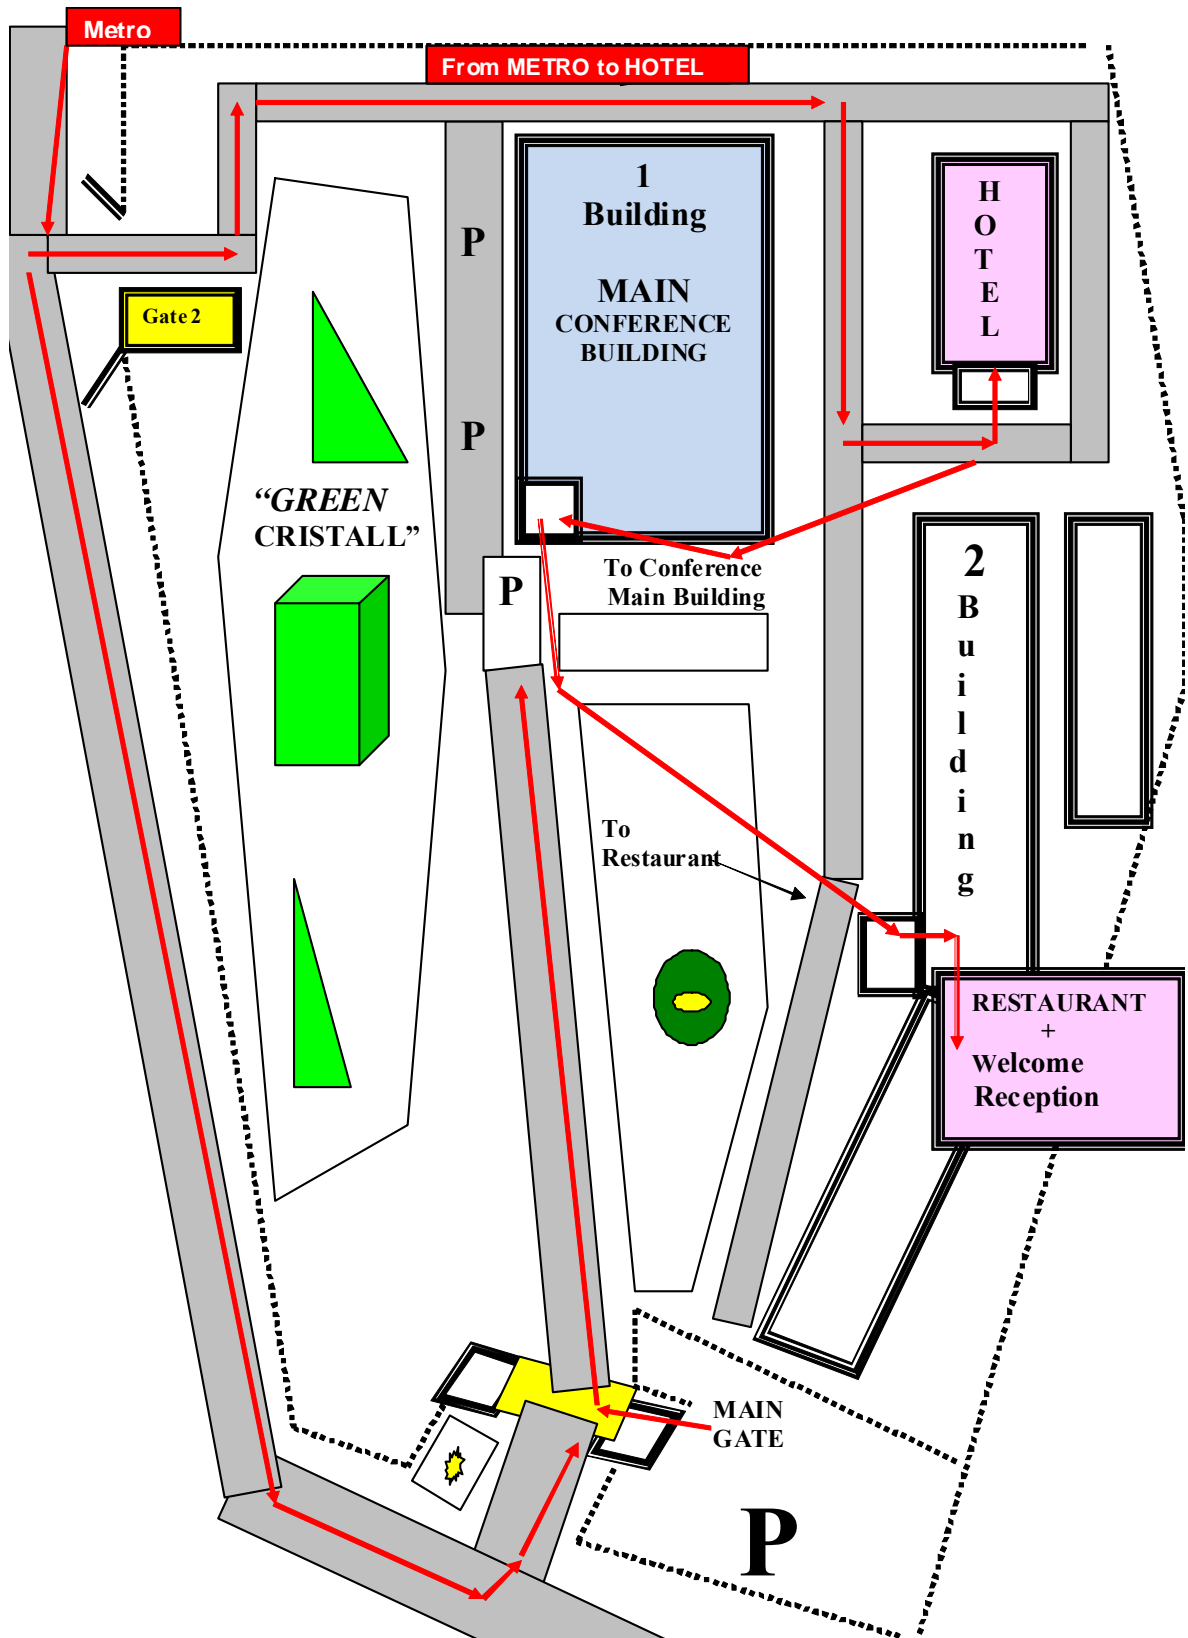 Metro
From METRO to HOTEL
1
Building
MAIN
CONFERENCE
BUILDING
H
O
T
E
L
P
P
P
Gate 2
“GREEN
CRISTALL”
To Conference
Main Building
2
B
u
i
l
d
i
n
g
To
Restaurant
RESTAURANT
+
Welcome
Reception
MAIN
GATE
P